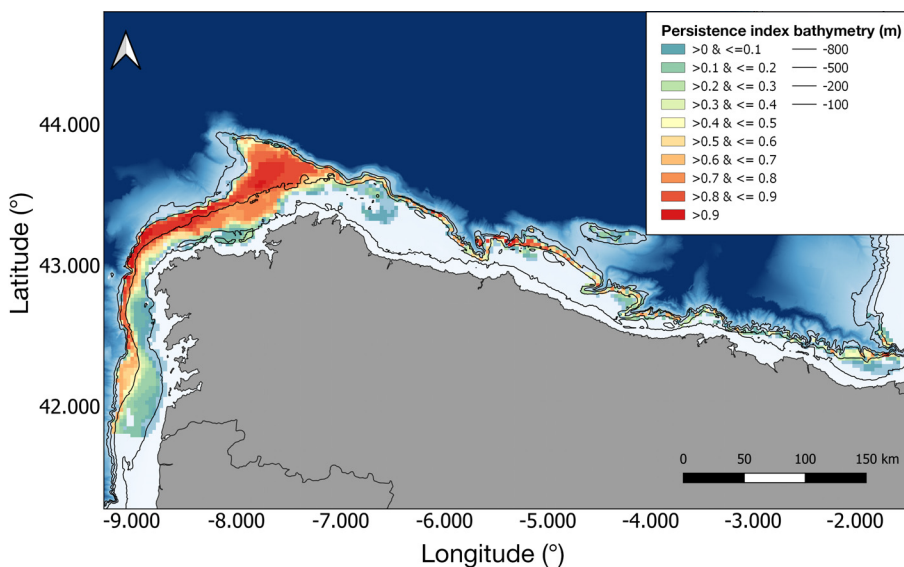 Persistence index bathymetry (m)
>0 & <=0.1 -800
>0.1 & <= 0.2 -500
>0.2 & <= 0.3 -200
>0.3 & <= 0.4 -100
>0.4 & <= 0.5
>0.5 & <= 0.6
>0.6 & <= 0.7
>0.7 & <= 0.8
>0.8 & <= 0.9
>0.9
44.000
43.000
42.000
Latitude (°)
0 50 100 150 km
-9.000 -8.000 -7.000 -6.000 -5.000 -4.000 -3.000 -2.000
Longitude (°)